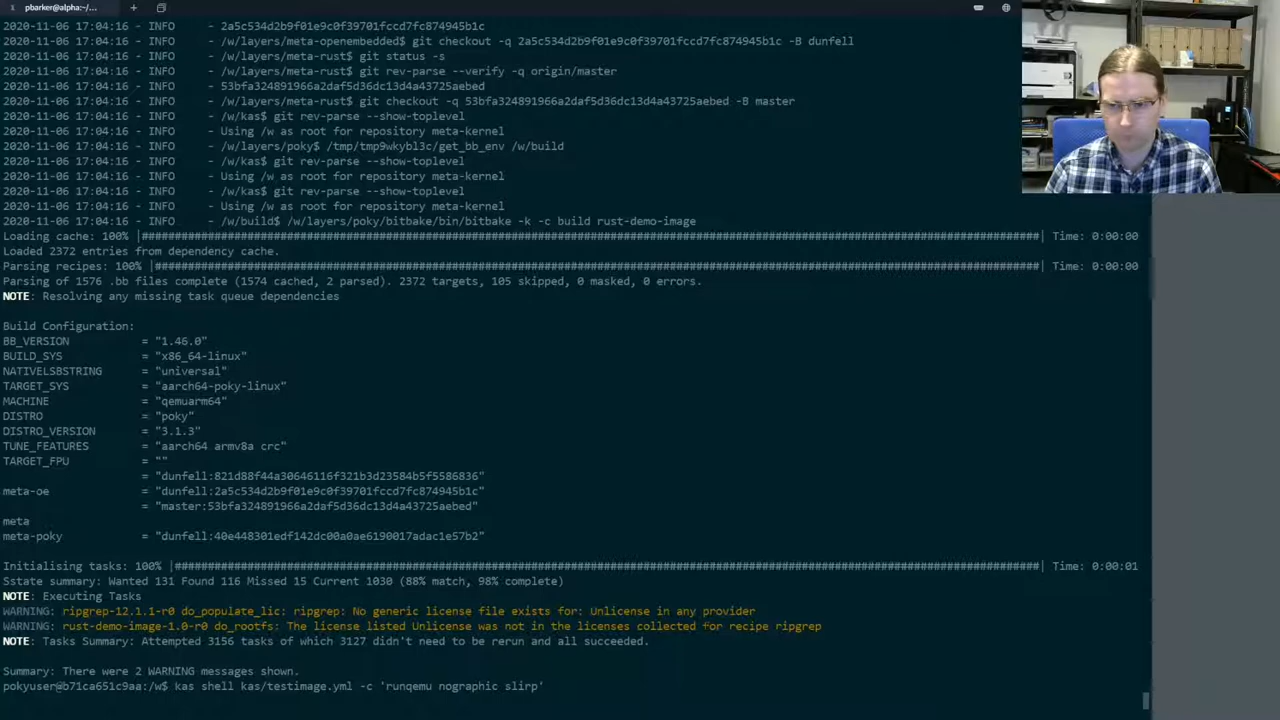 pbarker@alpha:~/...
2020-11-06 17:04:16 - INFO     - 2a5c534d2b9f01e9c0f39701fccd7fc874945b1c
2020-11-06 17:04:16 - INFO     - /w/layers/meta-openembedded$ git checkout -q 2a5c534d2b9f01e9c0f39701fccd7fc874945b1c -B dunfell
2020-11-06 17:04:16 - INFO     - /w/layers/meta-rust$ git status -s
2020-11-06 17:04:16 - INFO     - /w/layers/meta-rust$ git rev-parse --verify -q origin/master
2020-11-06 17:04:16 - INFO     - 53bfa324891966a2daf5d36dc13d4a43725aebed
2020-11-06 17:04:16 - INFO     - /w/layers/meta-rust$ git checkout -q 53bfa324891966a2daf5d36dc13d4a43725aebed -B master
2020-11-06 17:04:16 - INFO     - /w/kas$ git rev-parse --show-toplevel
2020-11-06 17:04:16 - INFO     - Using /w as root for repository meta-kernel
2020-11-06 17:04:16 - INFO     - /w/layers/poky$ /tmp/tmp9wkybl3c/get_bb_env /w/build
2020-11-06 17:04:16 - INFO     - /w/kas$ git rev-parse --show-toplevel
2020-11-06 17:04:16 - INFO     - Using /w as root for repository meta-kernel
2020-11-06 17:04:16 - INFO     - /w/kas$ git rev-parse --show-toplevel
2020-11-06 17:04:16 - INFO     - Using /w as root for repository meta-kernel
2020-11-06 17:04:16 - INFO     - /w/build$ /w/layers/poky/bitbake/bin/bitbake -k -c build rust-demo-image
Loading cache: 100% |####################| Time: 0:00:00
Loaded 2372 entries from dependency cache.
Parsing recipes: 100% |####################| Time: 0:00:00
Parsing of 1576 .bb files complete (1574 cached, 2 parsed). 2372 targets, 105 skipped, 0 masked, 0 errors.
NOTE: Resolving any missing task queue dependencies
Build Configuration:
BB_VERSION           = "1.46.0"
BUILD_SYS            = "x86_64-linux"
NATIVELSBSTRING      = "universal"
TARGET_SYS           = "aarch64-poky-linux"
MACHINE              = "qemuarm64"
DISTRO               = "poky"
DISTRO_VERSION       = "3.1.3"
TUNE_FEATURES        = "aarch64 armv8a crc"
TARGET_FPU           = ""
                     = "dunfell:821d88f44a30646116f321b3d23584b5f5586836"
meta-oe              = "dunfell:2a5c534d2b9f01e9c0f39701fccd7fc874945b1c"
                     = "master:53bfa324891966a2daf5d36dc13d4a43725aebed"
meta
meta-poky            = "dunfell:40e448301edf142dc00a0ae6190017adac1e57b2"
Initialising tasks: 100% |####################| Time: 0:00:01
Sstate summary: Wanted 131 Found 116 Missed 15 Current 1030 (88% match, 98% complete)
NOTE: Executing Tasks
WARNING: ripgrep-12.1.1-r0 do_populate_lic: ripgrep: No generic license file exists for: Unlicense in any provider
WARNING: rust-demo-image-1.0-r0 do_rootfs: The license listed Unlicense was not in the licenses collected for recipe ripgrep
NOTE: Tasks Summary: Attempted 3156 tasks of which 3127 didn't need to be rerun and all succeeded.
Summary: There were 2 WARNING messages shown.
pokyuser@b71ca651c9aa:/w$ kas shell kas/testimage.yml -c 'runqemu nographic slirp'